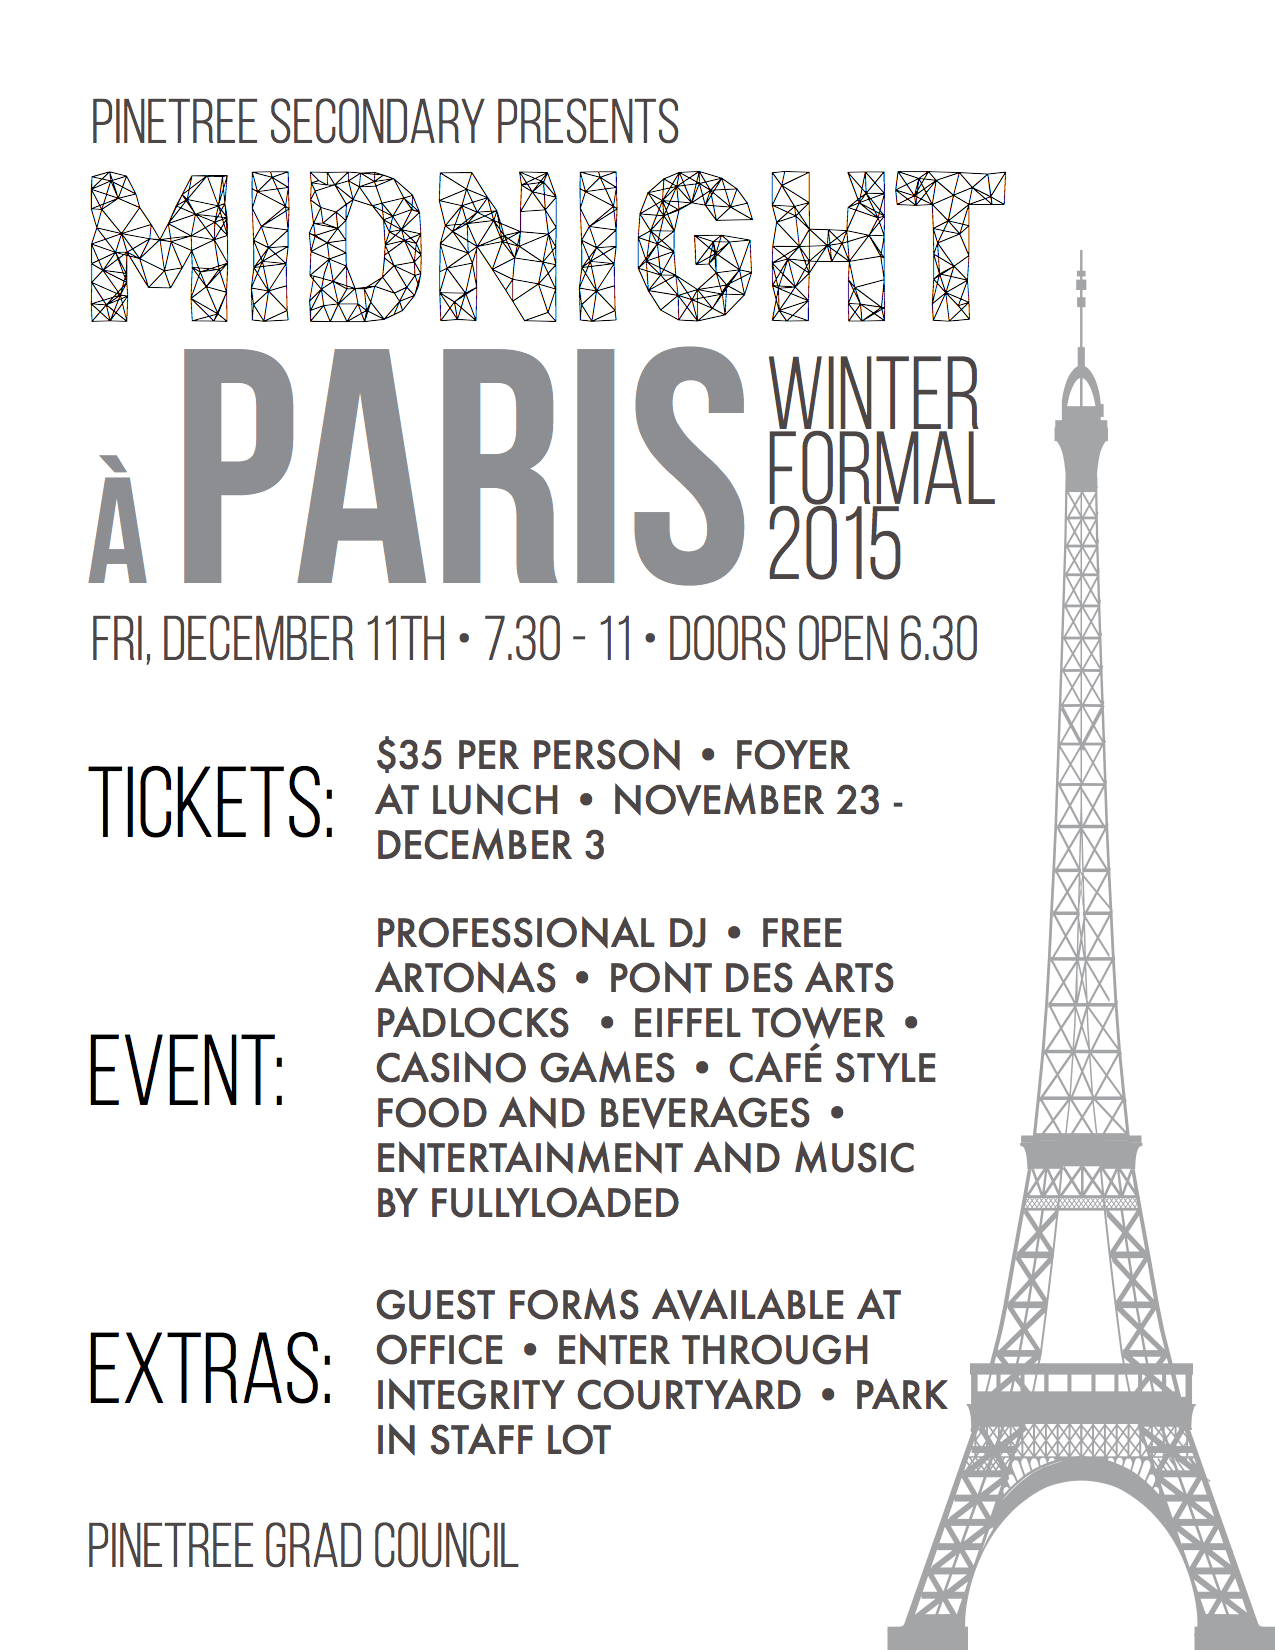 PINETREE SECONDARY PRESENTS
MIDNIGHT
À PARIS
WINTER
FORMAL
2015
FRI, DECEMBER 11TH • 7.30 - 11 • DOORS OPEN 6.30
TICKETS:
$35 PER PERSON • FOYER
AT LUNCH • NOVEMBER 23 -
DECEMBER 3
EVENT:
PROFESSIONAL DJ • FREE
ARTONAS • PONT DES ARTS
PADLOCKS • EIFFEL TOWER •
CASINO GAMES • CAFÉ STYLE
FOOD AND BEVERAGES •
ENTERTAINMENT AND MUSIC
BY FULLYLOADED
EXTRAS:
GUEST FORMS AVAILABLE AT
OFFICE • ENTER THROUGH
INTEGRITY COURTYARD • PARK
IN STAFF LOT
PINETREE GRAD COUNCIL